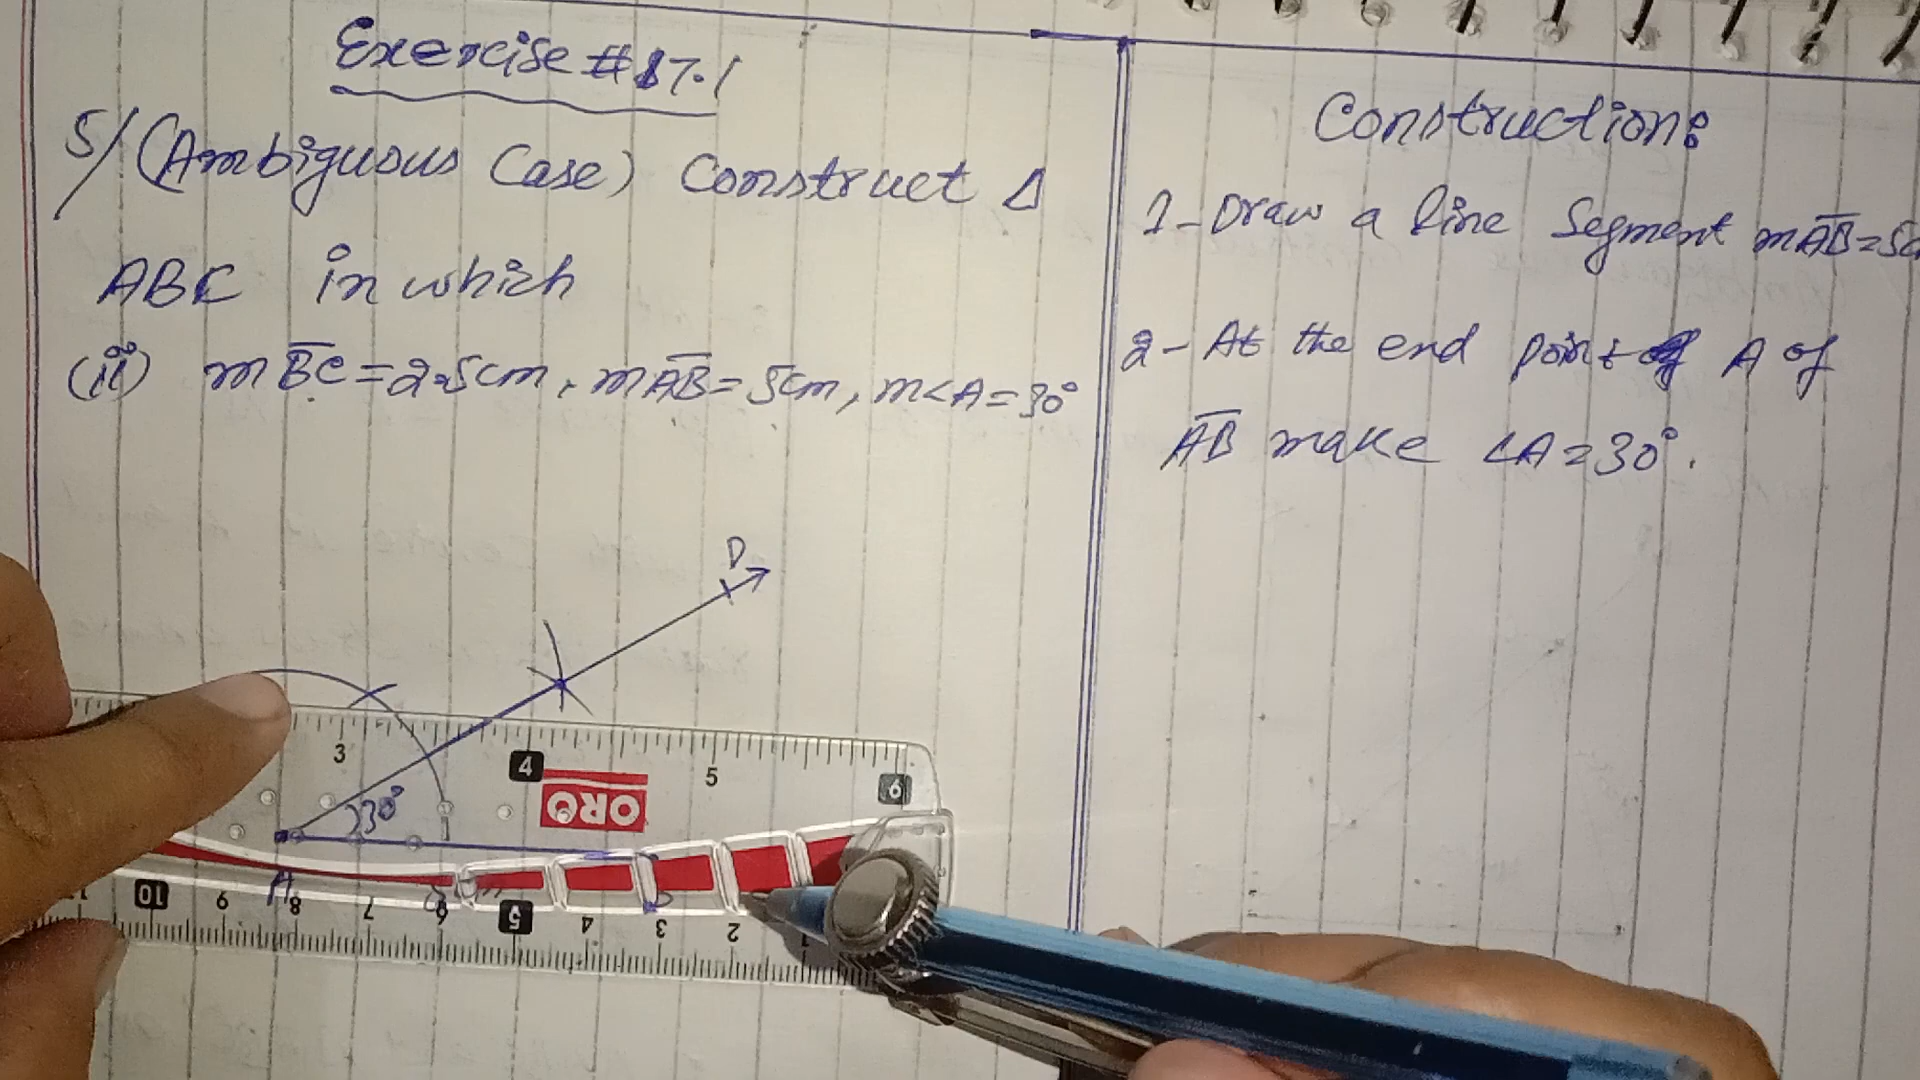 Exercise #17.1
5/ (Ambiguous Case) Construct Δ
ABC in which
(ii) mBC = 2.5cm, mAB = 5cm, m<A = 30°
D
30°
A
B
3
4
5
6
ORO
10 9 8 7 6 5 4 3 2 1
Construction:
1- Draw a line segment mAB = 5c
2- At the end point A of
AB make <A = 30°.